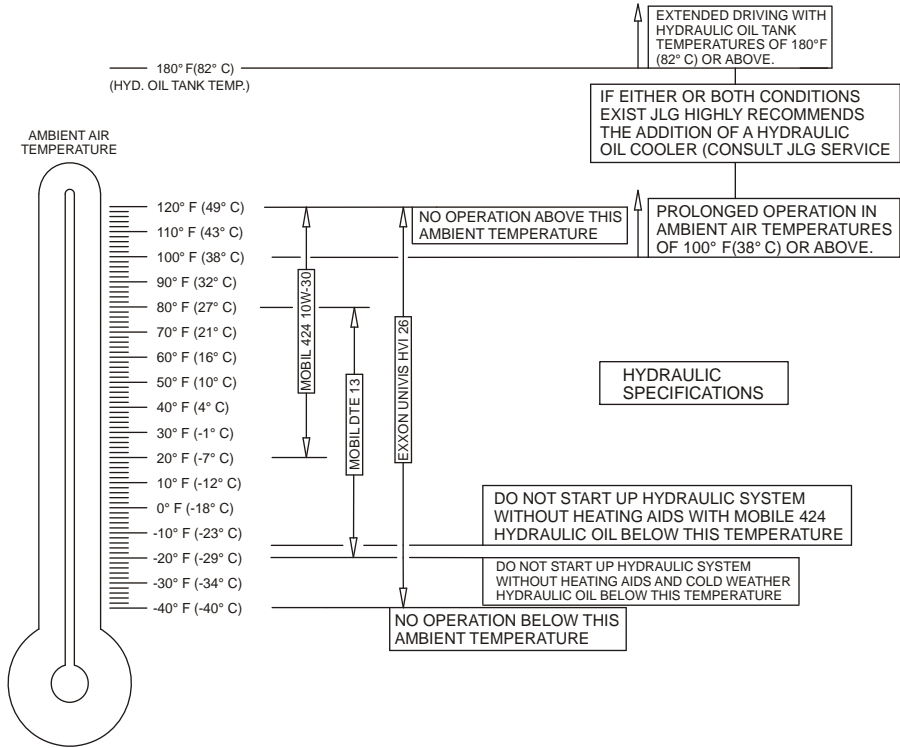 EXTENDED DRIVING WITH
HYDRAULIC OIL TANK
TEMPERATURES OF 180°F
(82° C) OR ABOVE.
180° F(82° C)
(HYD. OIL TANK TEMP.)
IF EITHER OR BOTH CONDITIONS
EXIST JLG HIGHLY RECOMMENDS
THE ADDITION OF A HYDRAULIC
OIL COOLER (CONSULT JLG SERVICE
AMBIENT AIR
TEMPERATURE
120° F (49° C)
110° F (43° C)
100° F (38° C)
90° F (32° C)
80° F (27° C)
70° F (21° C)
60° F (16° C)
50° F (10° C)
40° F (4° C)
30° F (-1° C)
20° F (-7° C)
10° F (-12° C)
0° F (-18° C)
-10° F (-23° C)
-20° F (-29° C)
-30° F (-34° C)
-40° F (-40° C)
MOBIL 424 10W-30
MOBIL DTE 13
EXXON UNIVIS HVI 26
NO OPERATION ABOVE THIS
AMBIENT TEMPERATURE
PROLONGED OPERATION IN
AMBIENT AIR TEMPERATURES
OF 100° F(38° C) OR ABOVE.
HYDRAULIC
SPECIFICATIONS
DO NOT START UP HYDRAULIC SYSTEM
WITHOUT HEATING AIDS WITH MOBILE 424
HYDRAULIC OIL BELOW THIS TEMPERATURE
DO NOT START UP HYDRAULIC SYSTEM
WITHOUT HEATING AIDS AND COLD WEATHER
HYDRAULIC OIL BELOW THIS TEMPERATURE
NO OPERATION BELOW THIS
AMBIENT TEMPERATURE